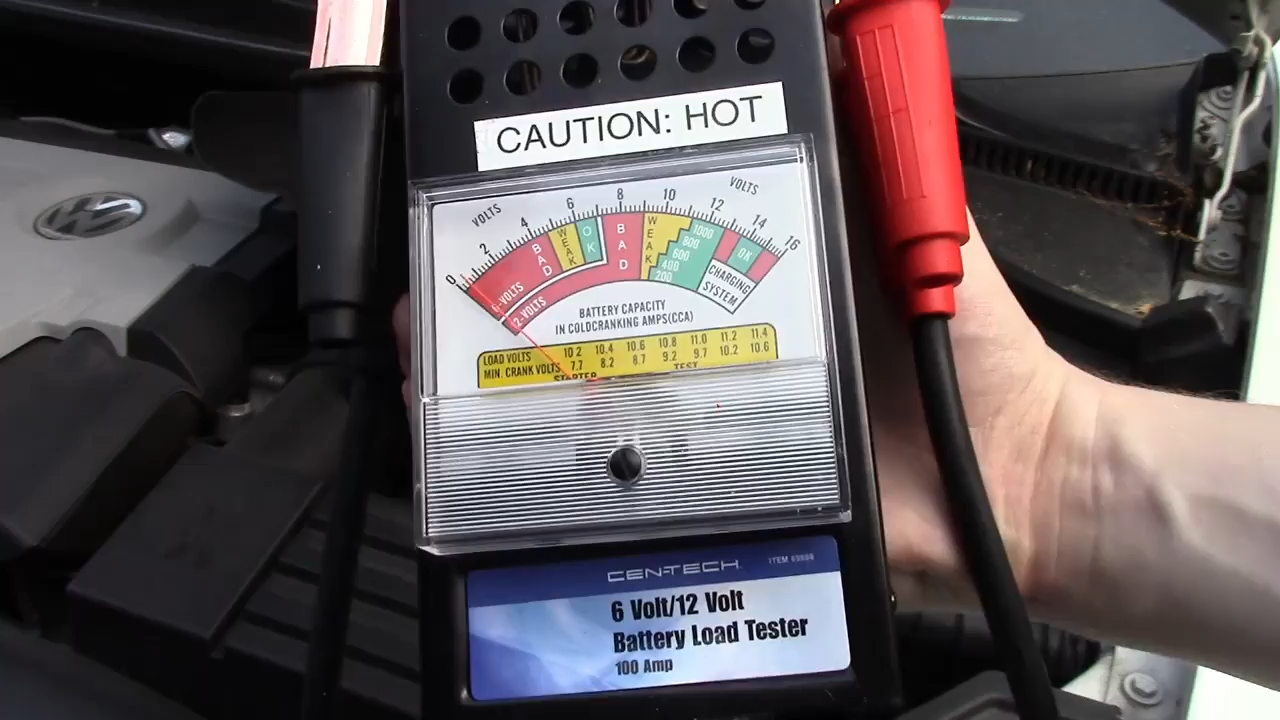 CAUTION: HOT
VOLTS
VOLTS
0 2 4 6 8 10 12 14 16
BAD
WEAK
OK
BAD
WEAK
1000
800
600
400
200
OK
CHARGING
SYSTEM
-VOLTS
2-VOLTS
BATTERY CAPACITY
IN COLDCRANKING AMPS(CCA)
LOAD VOLTS 10 2 10.4 10.6 10.8 11.0 11.2 11.4
MIN. CRANK VOLTS 7.7 8.2 8.7 9.2 9.7 10.2 10.6
STARTER TEST
CEN-TECH
6 Volt/12 Volt
Battery Load Tester
100 Amp